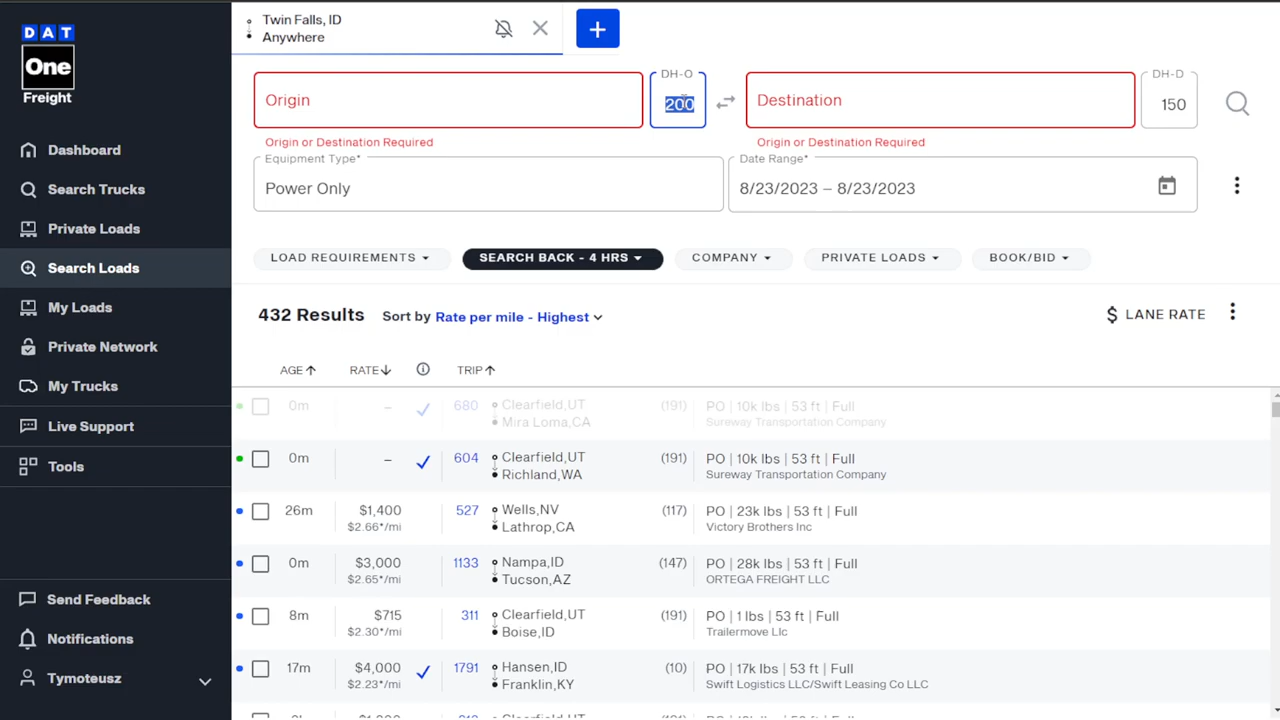 DAT
One
Freight
Dashboard
Search Trucks
Private Loads
Search Loads
My Loads
Private Network
My Trucks
Live Support
Tools
Send Feedback
Notifications
Tymoteusz
Twin Falls, ID
Anywhere
+
Origin
DH-O
200
Destination
DH-D
150
Origin or Destination Required
Origin or Destination Required
Equipment Type*
Power Only
Date Range*
8/23/2023 – 8/23/2023
LOAD REQUIREMENTS
SEARCH BACK - 4 HRS
COMPANY
PRIVATE LOADS
BOOK/BID
432 Results
Sort by Rate per mile - Highest
$ LANE RATE
AGE RATE TRIP
0m – 680 Clearfield,UT (191) PO | 10k lbs | 53 ft | Full
Mira Loma,CA Sureway Transportation Company
0m – 604 Clearfield,UT (191) PO | 10k lbs | 53 ft | Full
Richland,WA Sureway Transportation Company
26m $1,400 527 Wells,NV (117) PO | 23k lbs | 53 ft | Full
$2.66*/mi Lathrop,CA Victory Brothers Inc
0m $3,000 1133 Nampa,ID (147) PO | 28k lbs | 53 ft | Full
$2.65*/mi Tucson,AZ ORTEGA FREIGHT LLC
8m $715 311 Clearfield,UT (191) PO | 1 lbs | 53 ft | Full
$2.30*/mi Boise,ID Trailermove Llc
17m $4,000 1791 Hansen,ID (10) PO | 17k lbs | 53 ft | Full
$2.23*/mi Franklin,KY Swift Logistics LLC/Swift Leasing Co LLC